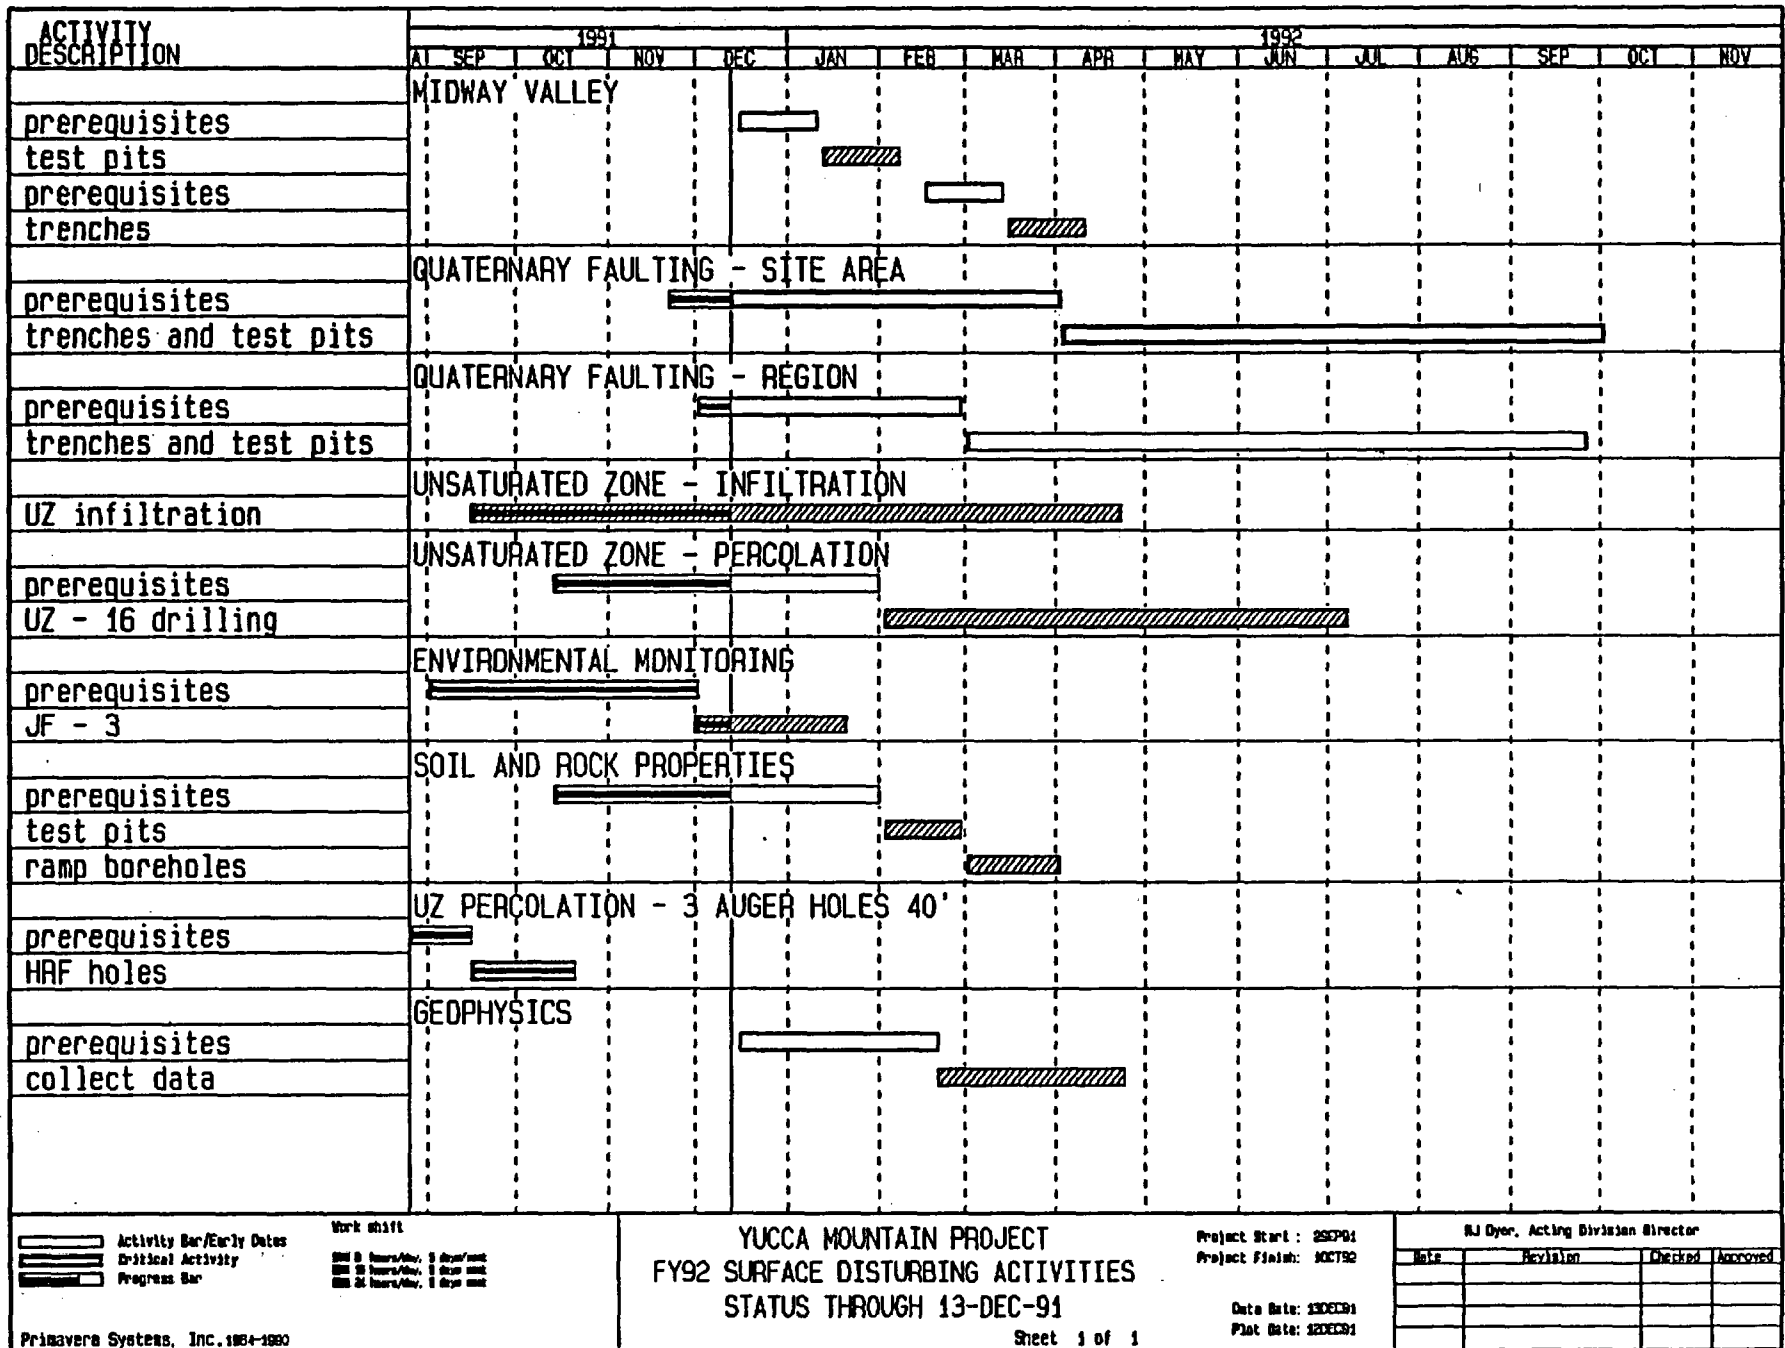 ACTIVITY
DESCRIPTION
1991 1992
SEP OCT NOV DEC JAN FEB MAR APR MAY JUN JUL AUG SEP OCT NOV
MIDWAY VALLEY
prerequisites
test pits
prerequisites
trenches
QUATERNARY FAULTING - SITE AREA
prerequisites
trenches and test pits
QUATERNARY FAULTING - REGION
prerequisites
trenches and test pits
UNSATURATED ZONE - INFILTRATION
UZ infiltration
UNSATURATED ZONE - PERCOLATION
prerequisites
UZ - 16 drilling
ENVIRONMENTAL MONITORING
prerequisites
JF - 3
SOIL AND ROCK PROPERTIES
prerequisites
test pits
ramp boreholes
UZ PERCOLATION - 3 AUGER HOLES 40'
prerequisites
HRF holes
GEOPHYSICS
prerequisites
collect data
Activity Bar/Early Dates
Critical Activity
Progress Bar
Work shift
Primavera Systems, Inc. 1984-1990
YUCCA MOUNTAIN PROJECT
FY92 SURFACE DISTURBING ACTIVITIES
STATUS THROUGH 13-DEC-91
Sheet 1 of 1
Project Start :
Project Finish:
Data Date: 13DEC91
Plot Date: 12DEC91
Dyer, Acting Division Director
Date Revision Checked Approved